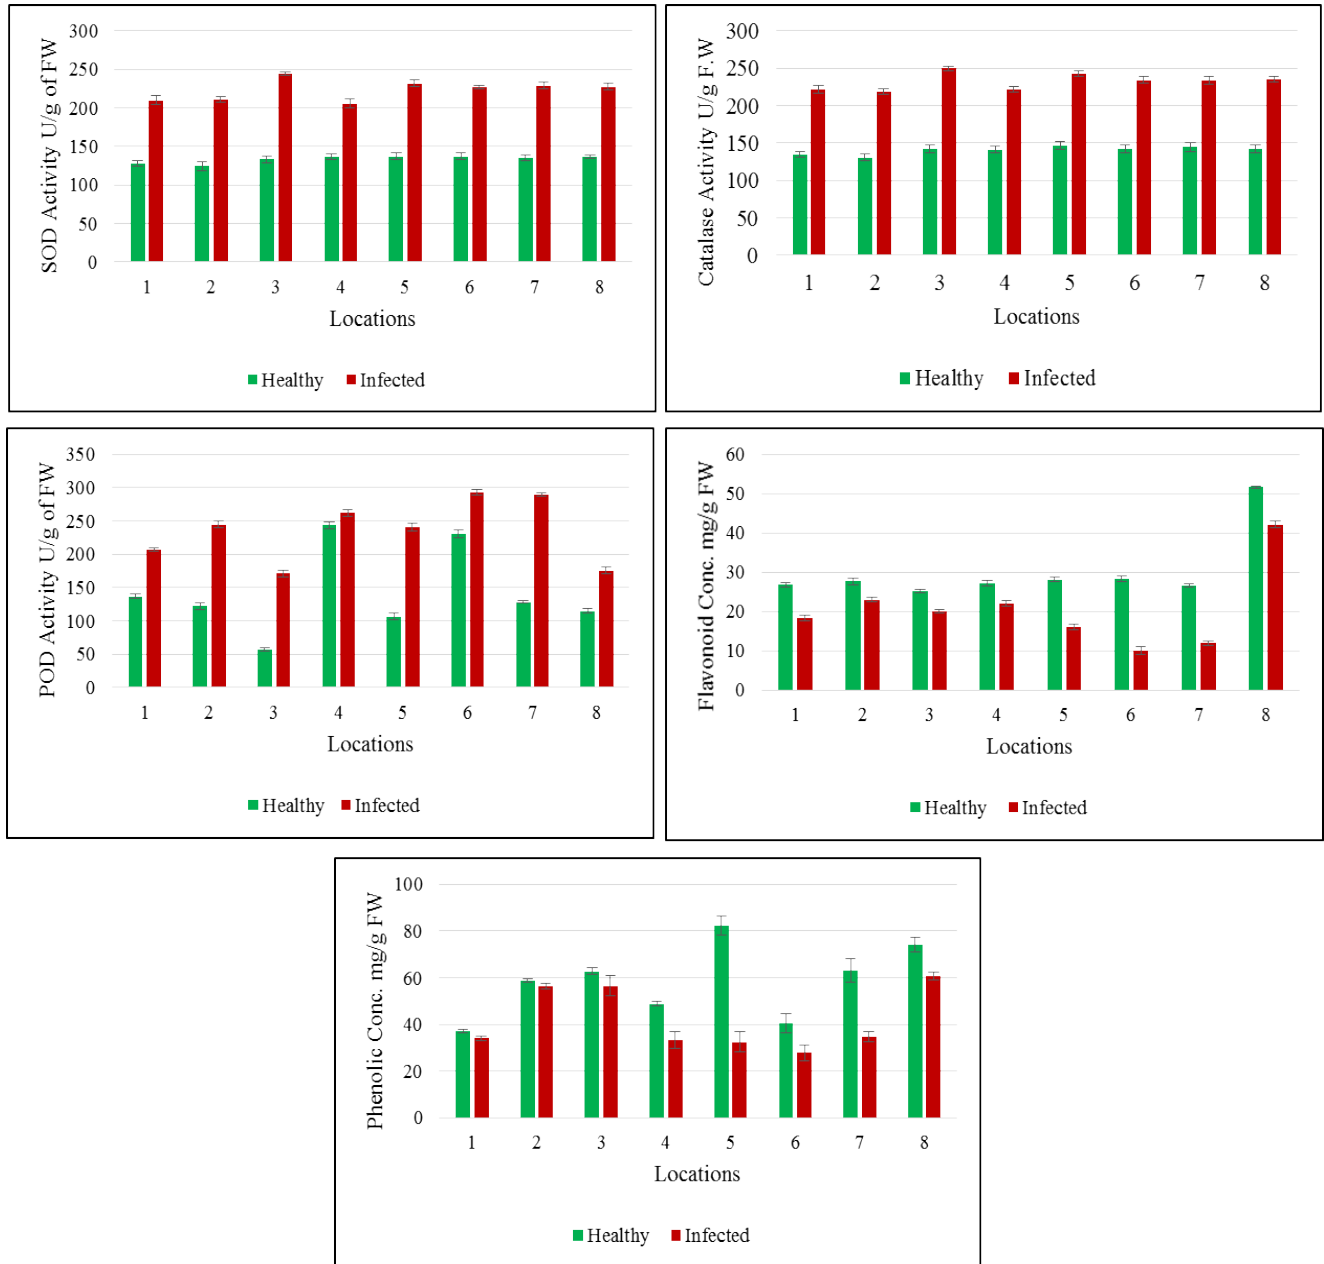 SOD Activity U/g of FW
300
250
200
150
100
50
0
1 2 3 4 5 6 7 8
Locations
Healthy Infected
Catalase Activity U/g F.W
300
250
200
150
100
50
0
1 2 3 4 5 6 7 8
Locations
Healthy Infected
POD Activity U/g of FW
350
300
250
200
150
100
50
0
1 2 3 4 5 6 7 8
Locations
Healthy Infected
Flavonoid Conc. mg/g FW
60
50
40
30
20
10
0
1 2 3 4 5 6 7 8
Locations
Healthy Infected
Phenolic Conc. mg/g FW
100
80
60
40
20
0
1 2 3 4 5 6 7 8
Locations
Healthy Infected